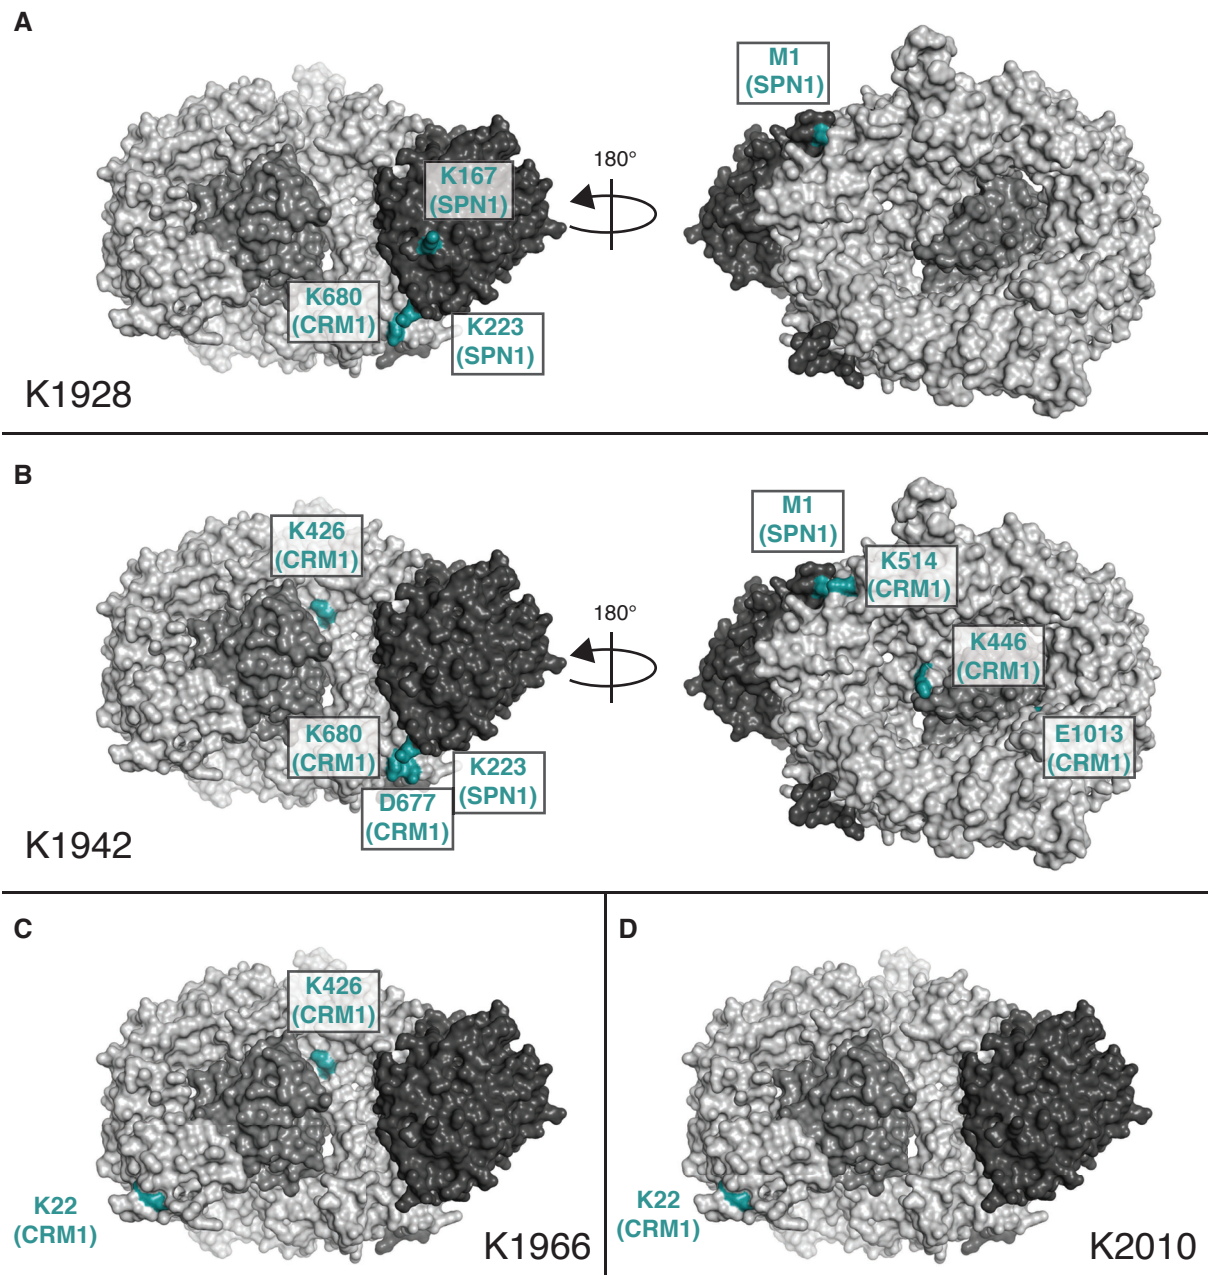 A
K167
(SPN1)
K680
(CRM1)
K223
(SPN1)
180°
M1
(SPN1)
K1928
B
K426
(CRM1)
K680
(CRM1)
D677
(CRM1)
K223
(SPN1)
180°
M1
(SPN1)
K514
(CRM1)
K446
(CRM1)
E1013
(CRM1)
K1942
C
K426
(CRM1)
K22
(CRM1)
K1966
D
K22
(CRM1)
K2010